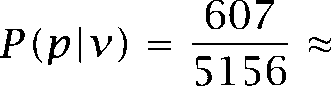 P(p|v) = 607/5156 ≈